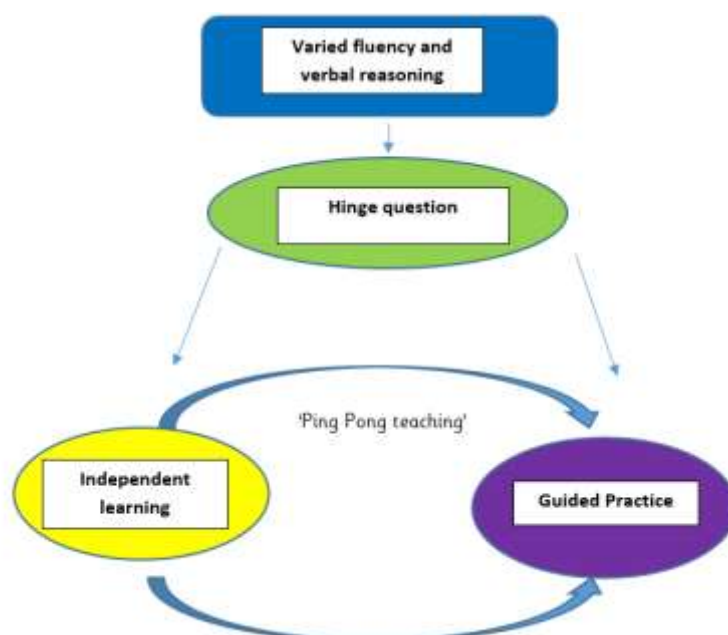 Varied fluency and
verbal reasoning
Hinge question
'Ping Pong teaching'
Independent
learning
Guided Practice